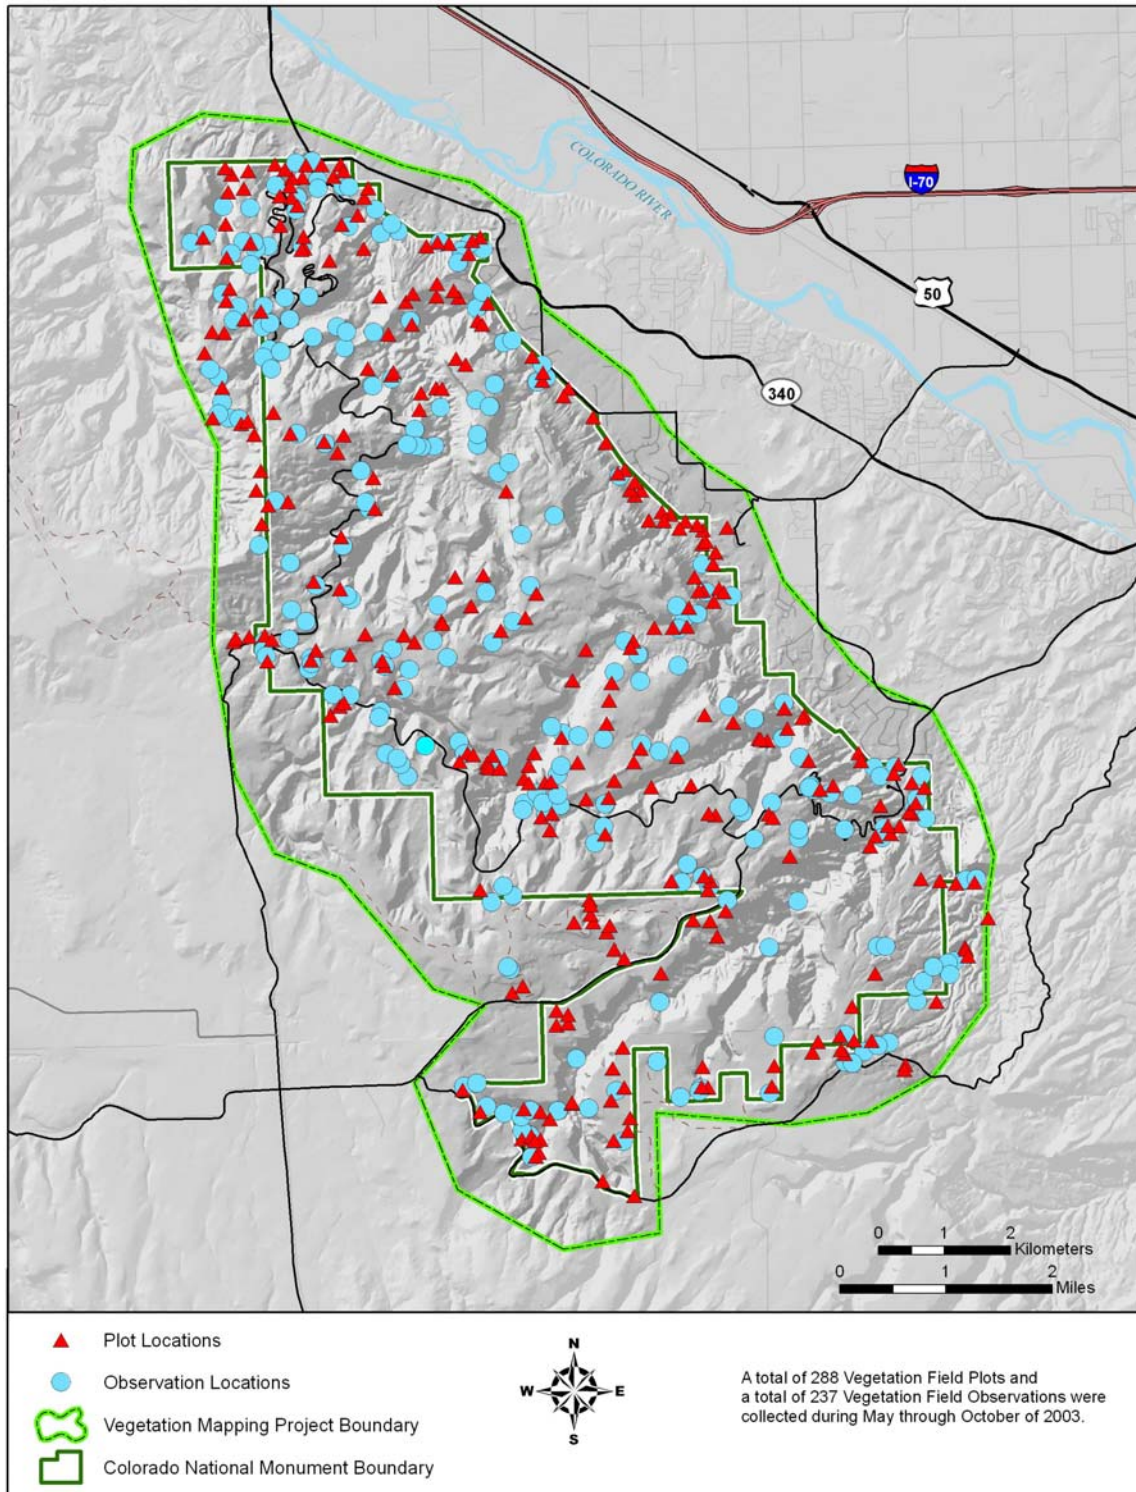 COLORADO RIVER
I-70
50
340
0 1 2
Kilometers
0 1 2
Miles
Plot Locations
Observation Locations
Vegetation Mapping Project Boundary
Colorado National Monument Boundary
N
W E
S
A total of 288 Vegetation Field Plots and
a total of 237 Vegetation Field Observations were
collected during May through October of 2003.